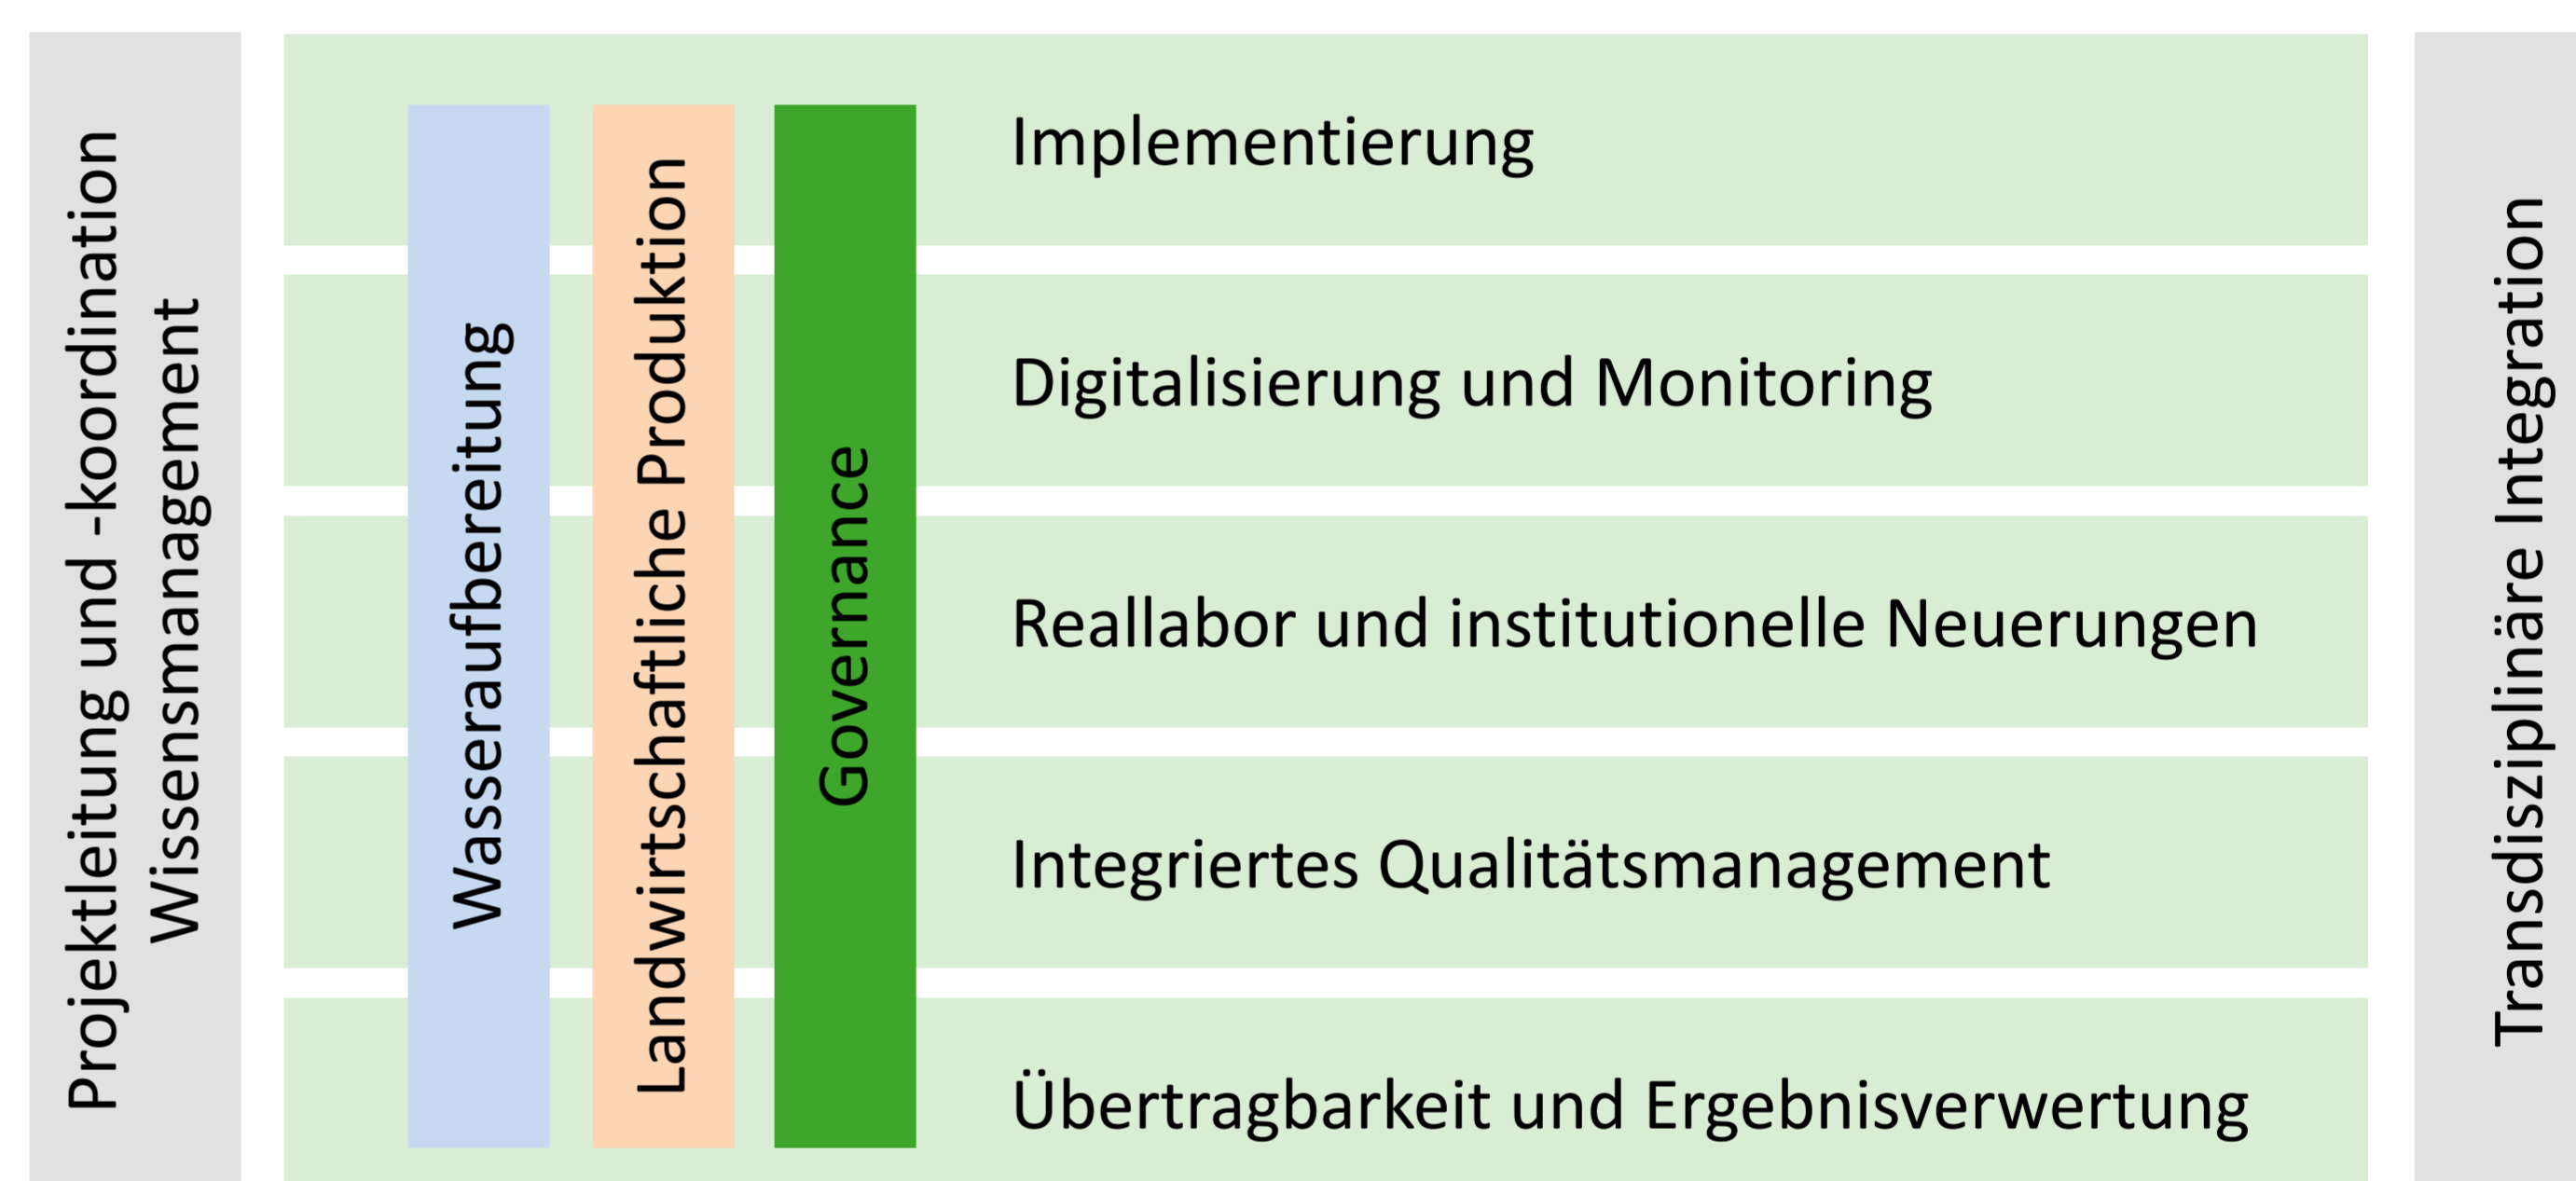 Projektleitung und -koordination
Wissensmanagement
Wasseraufbereitung
Landwirtschaftliche Produktion
Governance
Implementierung
Digitalisierung und Monitoring
Reallabor und institutionelle Neuerungen
Integriertes Qualitätsmanagement
Übertragbarkeit und Ergebnisverwertung
Transdisziplinäre Integration